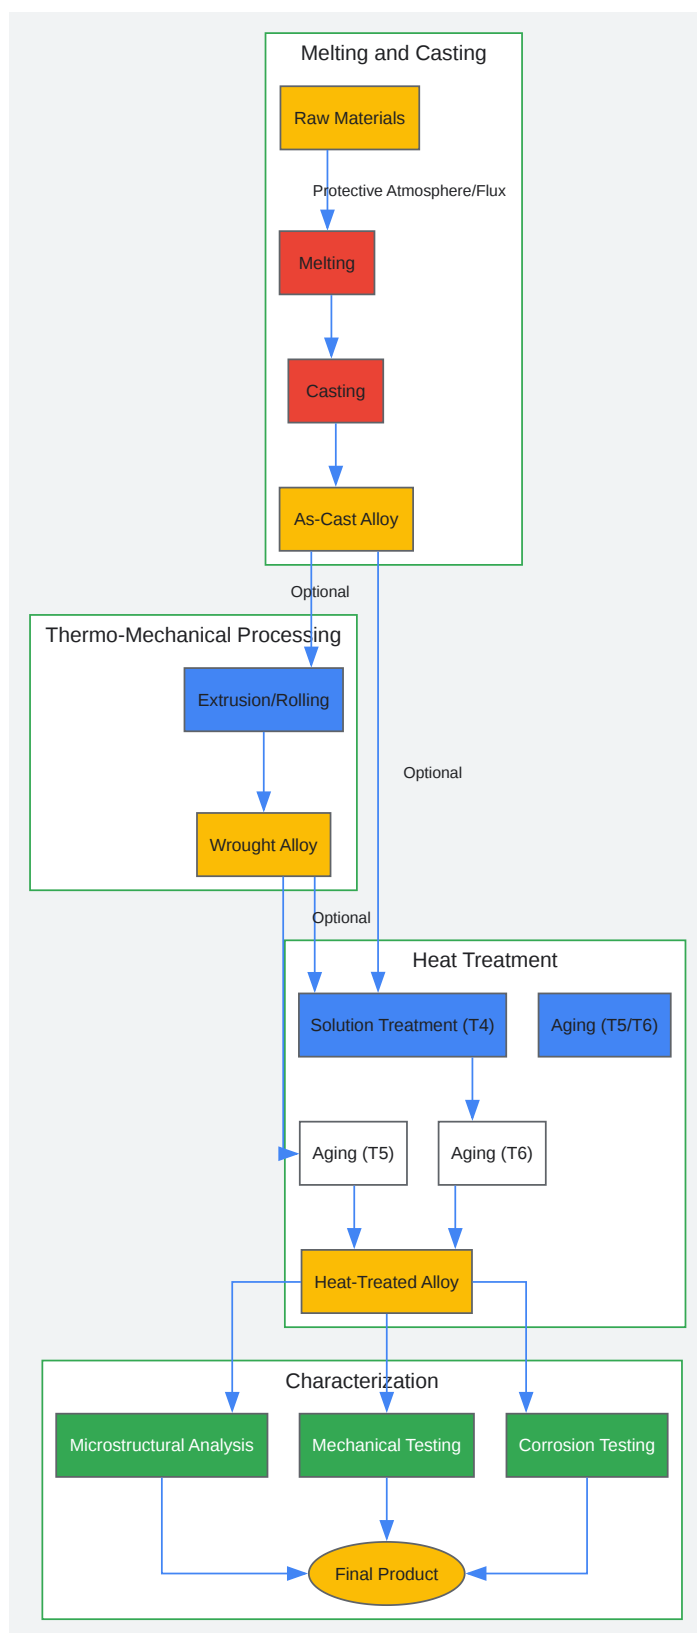 Melting and Casting
Raw Materials
Protective Atmosphere/Flux
Melting
Casting
As-Cast Alloy
Optional
Thermo-Mechanical Processing
Extrusion/Rolling
Optional
Wrought Alloy
Optional
Heat Treatment
Solution Treatment (T4)
Aging (T5/T6)
Aging (T5)
Aging (T6)
Heat-Treated Alloy
Characterization
Microstructural Analysis
Mechanical Testing
Corrosion Testing
Final Product